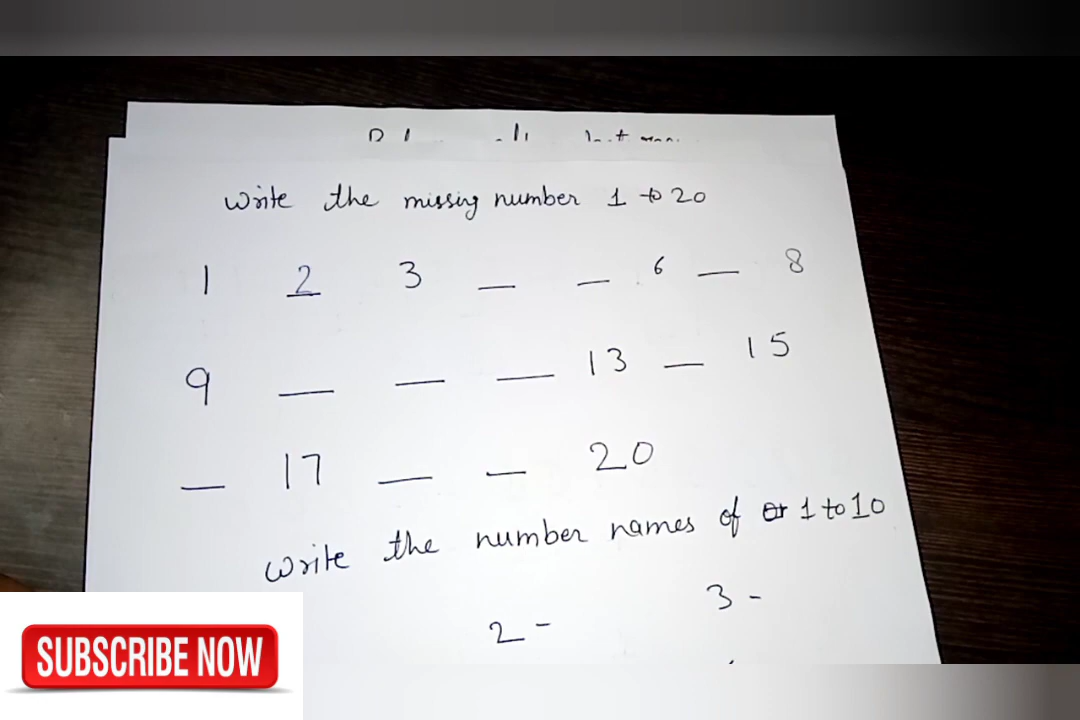 Write the missing number 1 to 20
1 2 3 _ _ 6 _ 8
9 _ _ _ 13 _ 15
_ 17 _ _ 20
Write the number names of 1 to 10
2 - 3 -
SUBSCRIBE NOW